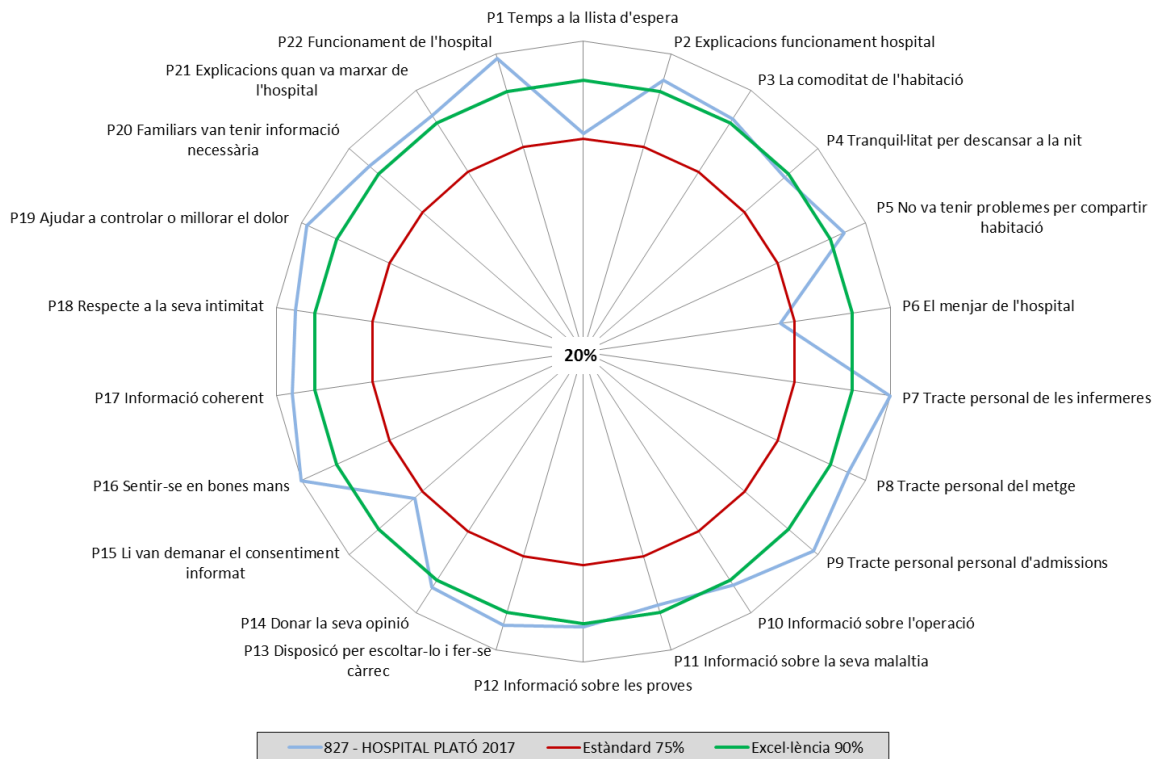 P1 Temps a la llista d'espera
P2 Explicacions funcionament hospital
P3 La comoditat de l'habitació
P4 Tranquil·litat per descansar a la nit
P5 No va tenir problemes per compartir
habitació
P6 El menjar de l'hospital
P7 Tracte personal de les infermeres
P8 Tracte personal del metge
P9 Tracte personal personal d'admissions
P10 Informació sobre l'operació
P11 Informació sobre la seva malaltia
P12 Informació sobre les proves
P13 Disposicó per escoltar-lo i fer-se
càrrec
P14 Donar la seva opinió
P15 Li van demanar el consentiment
informat
P16 Sentir-se en bones mans
P17 Informació coherent
P18 Respecte a la seva intimitat
P19 Ajudar a controlar o millorar el dolor
P20 Familiars van tenir informació
necessària
P21 Explicacions quan va marxar de
l'hospital
P22 Funcionament de l'hospital
20%
827 - HOSPITAL PLATÓ 2017
Estàndard 75%
Excel·lència 90%